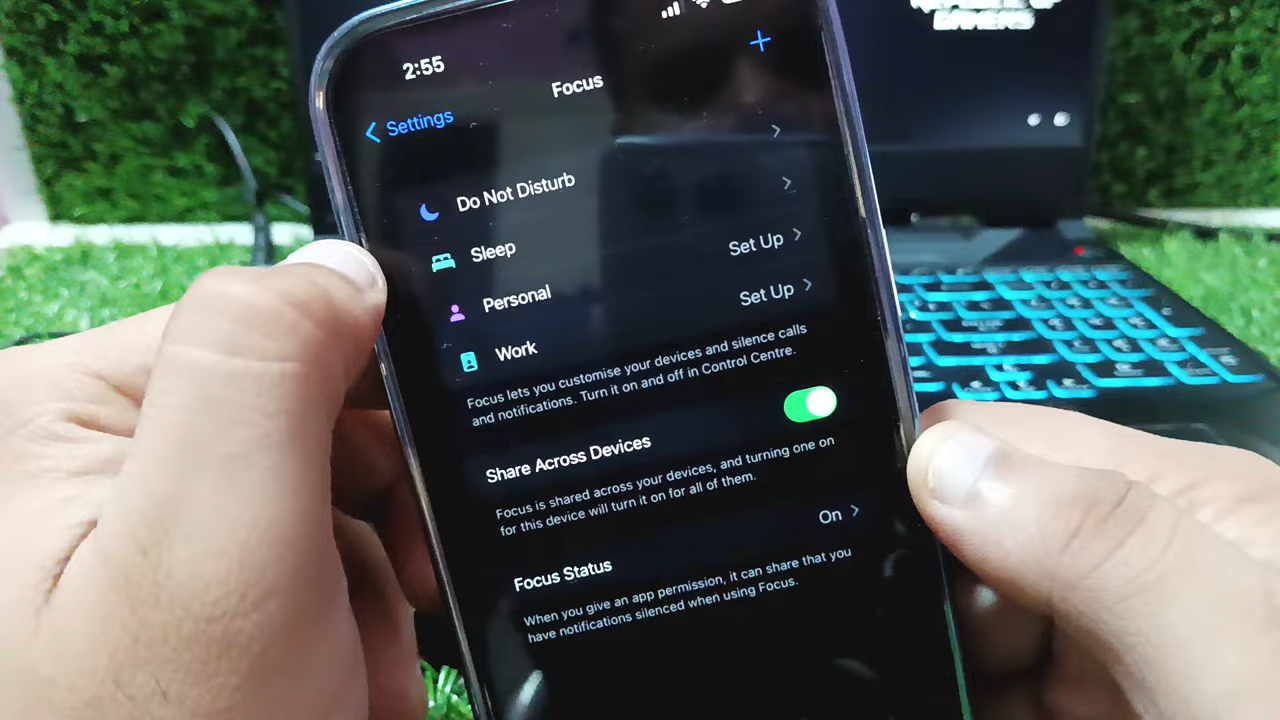 2:55
Focus
Settings
Do Not Disturb
Sleep
Personal Set Up
Work Set Up
Focus lets you customise your devices and silence calls
and notifications. Turn it on and off in Control Centre.
Share Across Devices
Focus is shared across your devices, and turning one on
for this device will turn it on for all of them.
Focus Status On
When you give an app permission, it can share that you
have notifications silenced when using Focus.
GAMERS